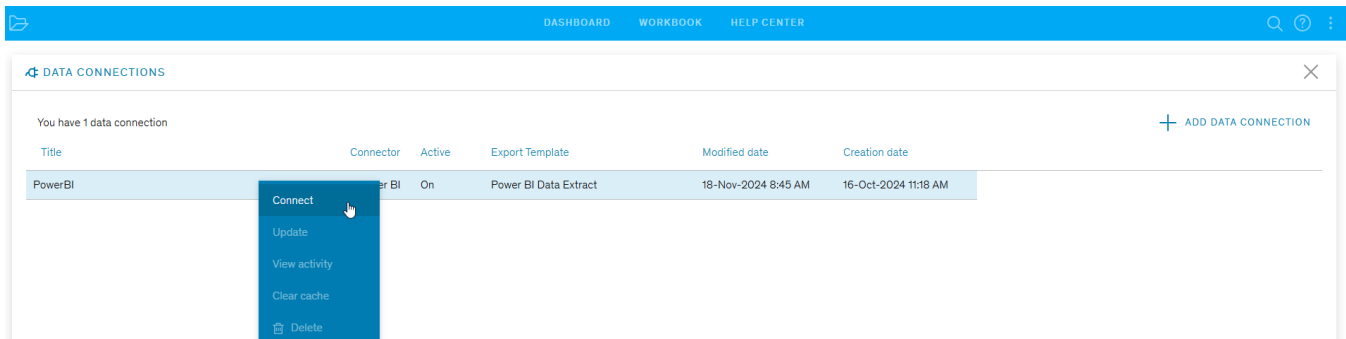 DASHBOARD WORKBOOK HELP CENTER
DATA CONNECTIONS
You have 1 data connection
ADD DATA CONNECTION
Title Connector Active Export Template Modified date Creation date
PowerBI er BI On Power BI Data Extract 18-Nov-2024 8:45 AM 16-Oct-2024 11:18 AM
Connect
Update
View activity
Clear cache
Delete